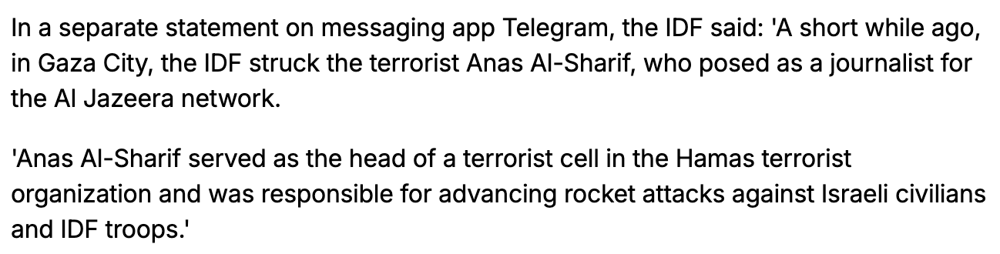 In a separate statement on messaging app Telegram, the IDF said: 'A short while ago,
in Gaza City, the IDF struck the terrorist Anas Al-Sharif, who posed as a journalist for
the Al Jazeera network.
'Anas Al-Sharif served as the head of a terrorist cell in the Hamas terrorist
organization and was responsible for advancing rocket attacks against Israeli civilians
and IDF troops.'